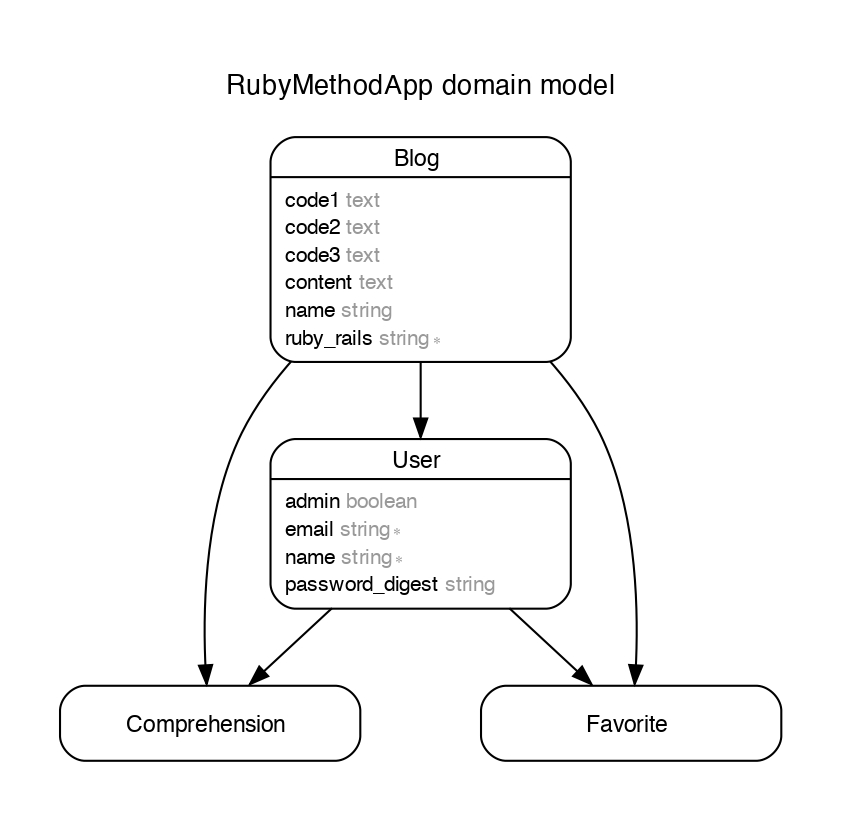 RubyMethodApp domain model
Blog
code1 text
code2 text
code3 text
content text
name string
ruby_rails string *
User
admin boolean
email string *
name string *
password_digest string
Comprehension
Favorite